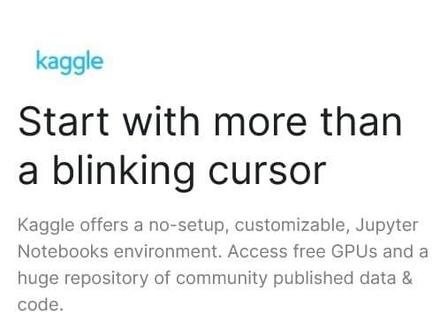 kaggle
Start with more than
a blinking cursor
Kaggle offers a no-setup, customizable, Jupyter
Notebooks environment. Access free GPUs and a
huge repository of community published data &
code.